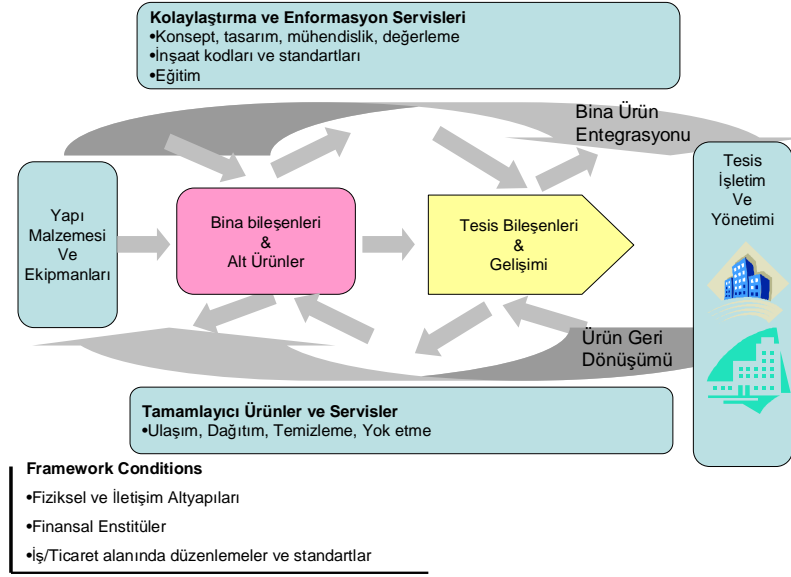 Kolaylaştırma ve Enformasyon Servisleri
•Konsept, tasarım, mühendislik, değerleme
•İnşaat kodları ve standartları
•Eğitim
Bina Ürün
Entegrasyonu
Yapı
Malzemesi
Ve
Ekipmanları
Bina bileşenleri
&
Alt Ürünler
Tesis Bileşenleri
&
Gelişimi
Tesis
İşletim
Ve
Yönetimi
Ürün Geri
Dönüşümü
Tamamlayıcı Ürünler ve Servisler
•Ulaşım, Dağıtım, Temizleme, Yok etme
Framework Conditions
•Fiziksel ve İletişim Altyapıları
•Finansal Enstitüler
•İş/Ticaret alanında düzenlemeler ve standartlar